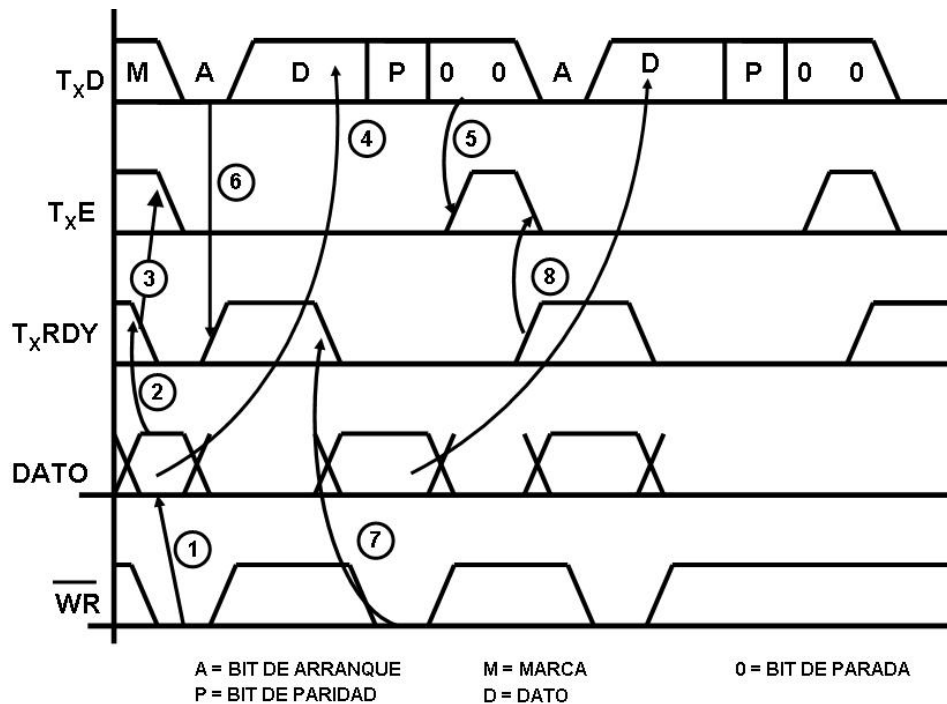 TXD M A D P 0 0 A D P 0 0
4 5
6
TXE
3 8
TXRDY
2
DATO
1 7
WR
A = BIT DE ARRANQUE M = MARCA 0 = BIT DE PARADA
P = BIT DE PARIDAD D = DATO